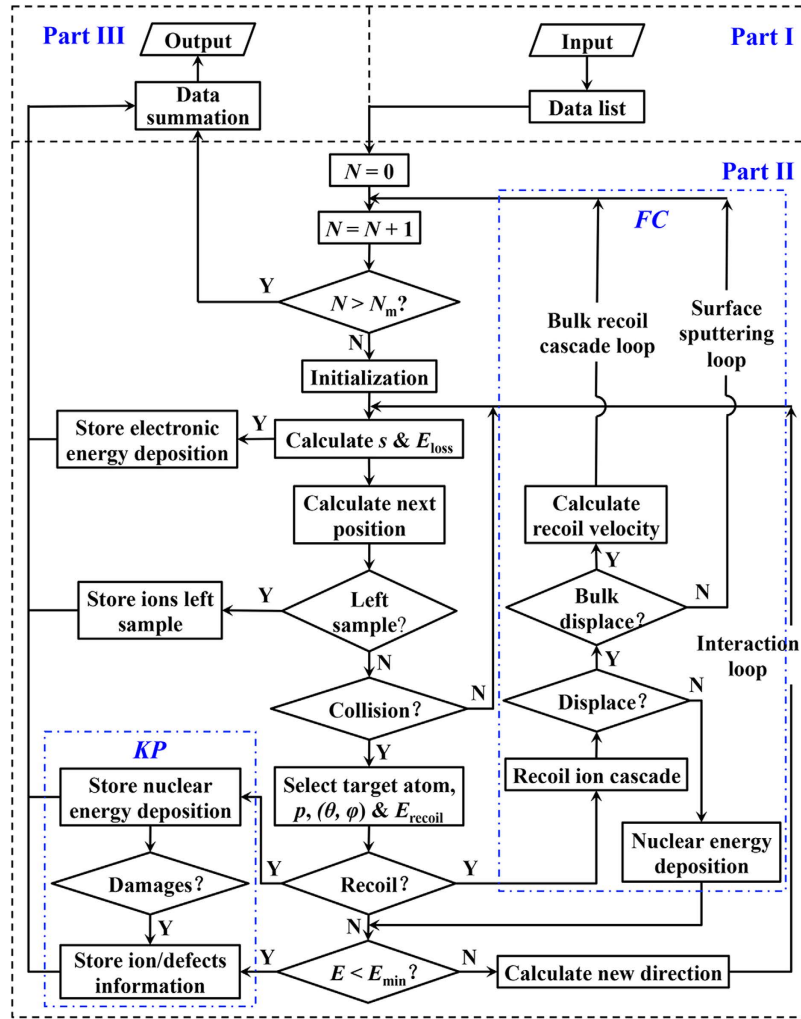 Part III
Output
Input
Part I
Data
summation
Data list
N = 0
Part II
FC
N = N + 1
Y
N > Nm?
N
Bulk recoil
cascade loop
Surface
sputtering
loop
Initialization
Store electronic
energy deposition
Y
Calculate s & Eloss
Calculate next
position
Calculate
recoil velocity
Y
Store ions left
sample
Y
Left
sample?
N
Bulk
displace?
N
Y
Interaction
loop
Collision?
N
Y
Displace?
N
KP
Store nuclear
energy deposition
Select target atom,
p, (θ, φ) & Erecoil
Recoil ion cascade
Nuclear energy
deposition
Damages?
Y
Y
Recoil?
Y
N
Store ion/defects
information
Y
E < Emin?
N
Calculate new direction